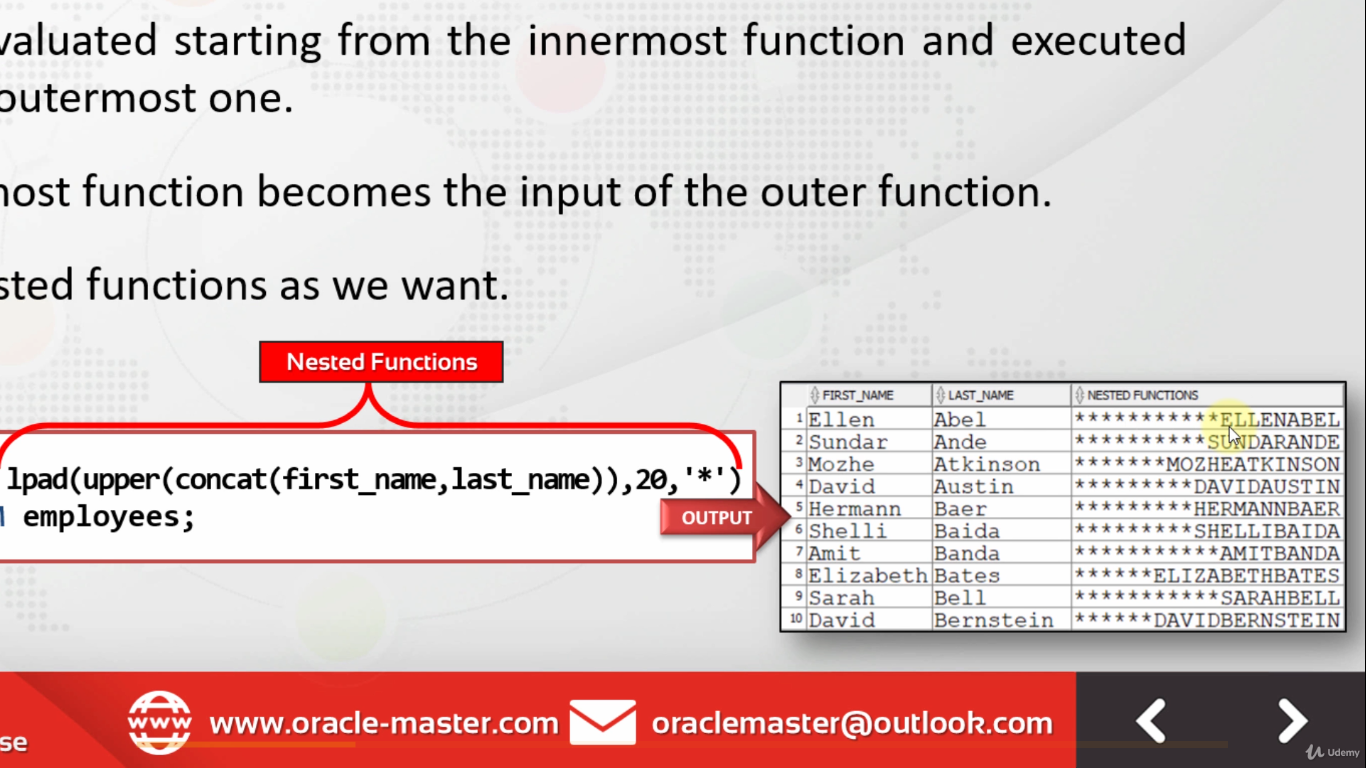 valuated starting from the innermost function and executed
outermost one.
nost function becomes the input of the outer function.
sted functions as we want.
Nested Functions
lpad(upper(concat(first_name,last_name)),20,'*')
employees;
OUTPUT
FIRST_NAME LAST_NAME NESTED FUNCTIONS
1 Ellen Abel ***********ELLENABEL
2 Sundar Ande **********SUNDARANDE
3 Mozhe Atkinson *******MOZHEATKINSON
4 David Austin *********DAVIDAUSTIN
5 Hermann Baer *********HERMANNBAER
6 Shelli Baida *********SHELLIBAIDA
7 Amit Banda ***********AMITBANDA
8 Elizabeth Bates ******ELIZABETHBATES
9 Sarah Bell ***********SARAHBELL
10 David Bernstein ******DAVIDBERNSTEIN
se
www www.oracle-master.com oraclemaster@outlook.com
Udemy